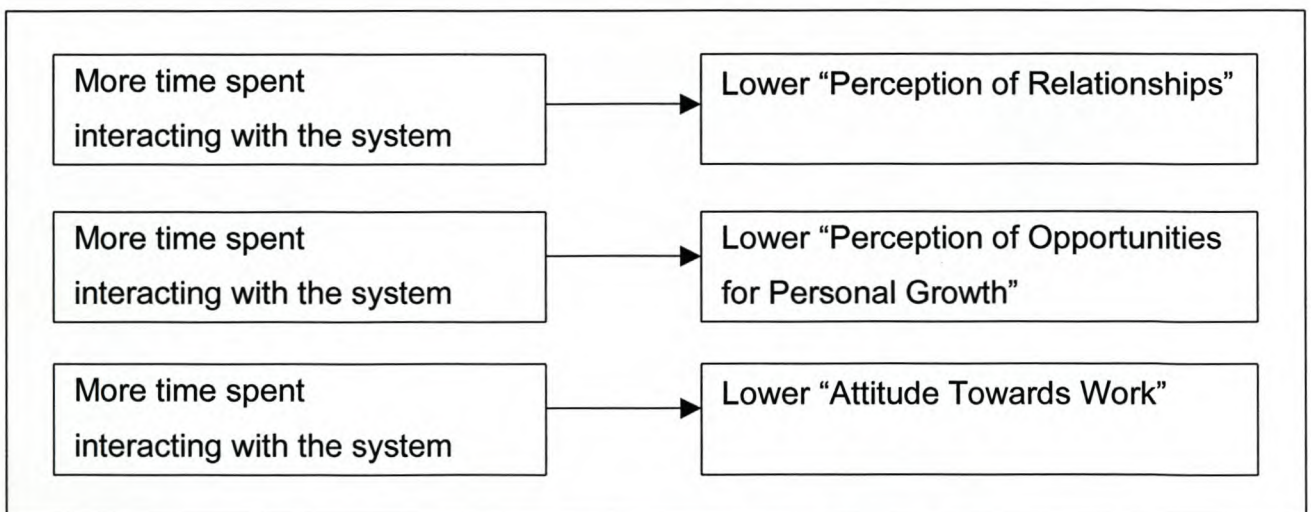 More time spent
interacting with the system
Lower “Perception of Relationships”
More time spent
interacting with the system
Lower “Perception of Opportunities
for Personal Growth”
More time spent
interacting with the system
Lower “Attitude Towards Work”